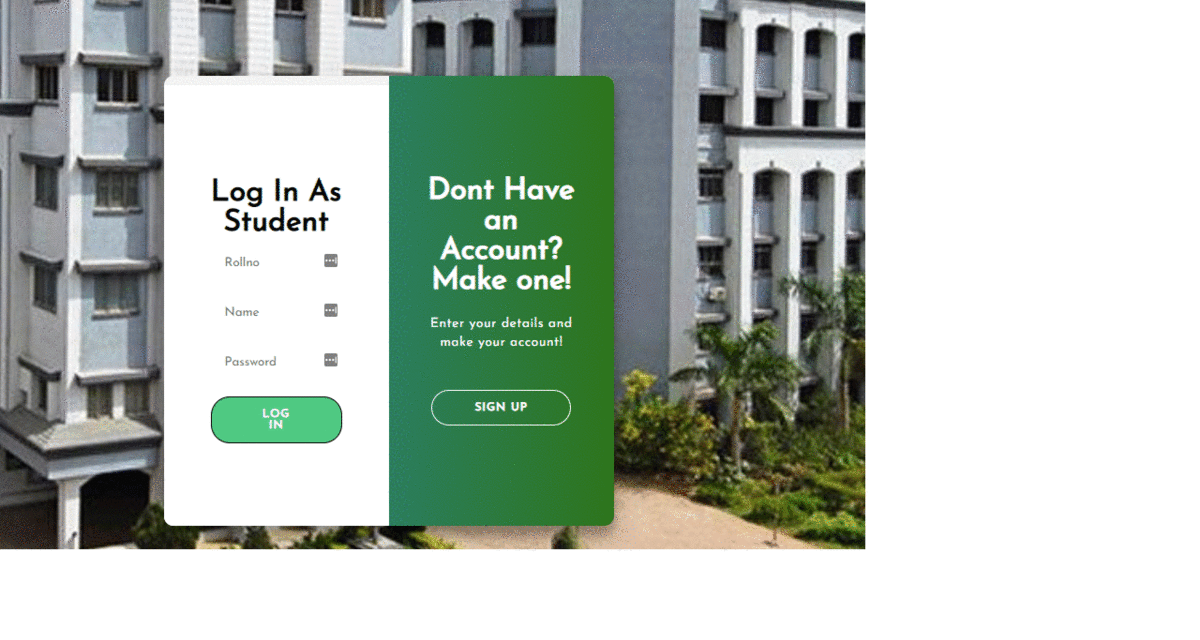 Log In As
Student
Rollno
Name
Password
LOG
IN
Dont Have
an
Account?
Make one!
Enter your details and
make your account!
SIGN UP